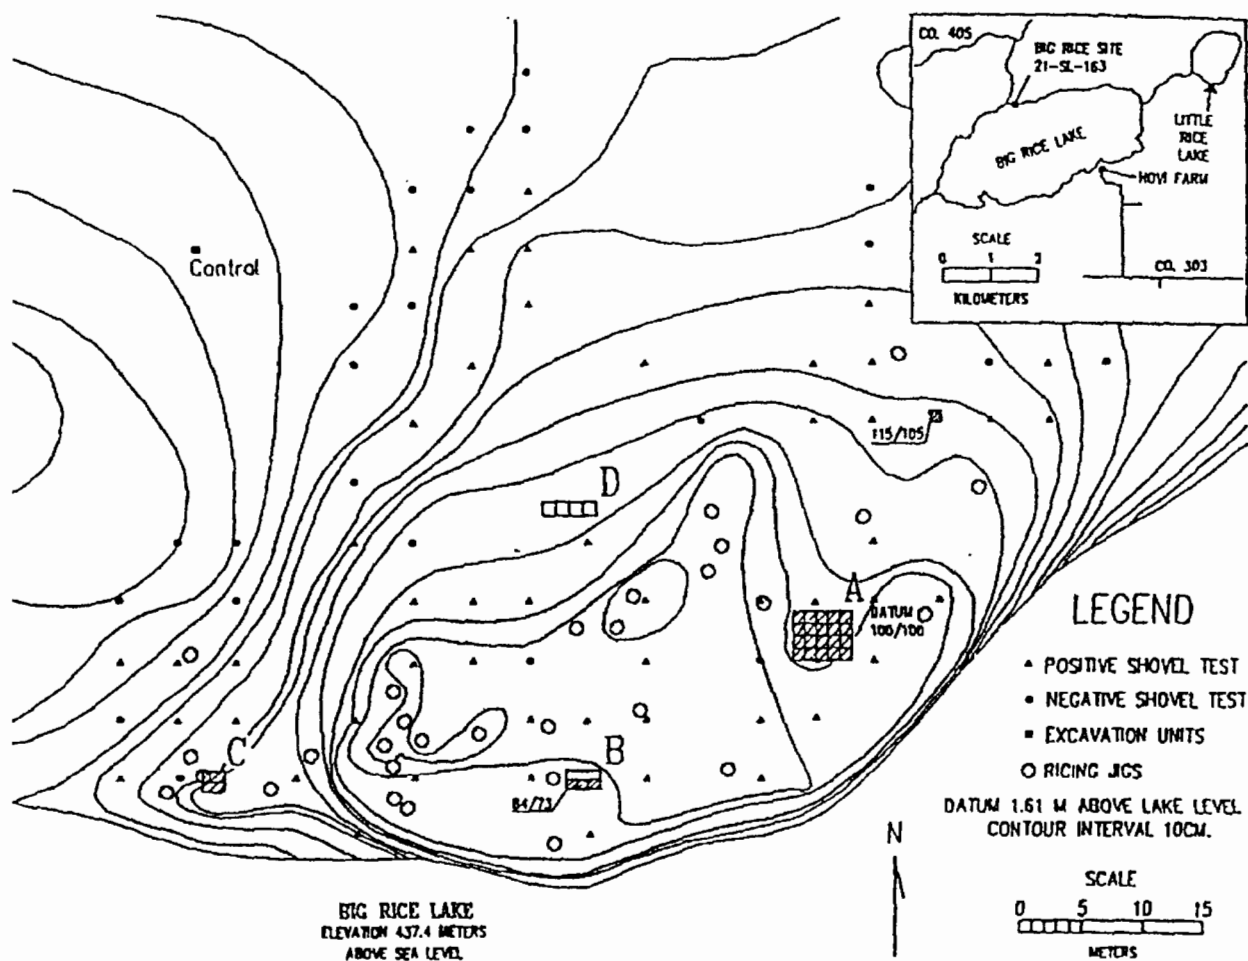 CO. 405
BIG RICE SITE
21-SL-163
BIG RICE LAKE
LITTLE
RICE
LAKE
HOVI FARM
SCALE
0 1 2
KILOMETERS
CO. 303
Control
115/105
D
A
DATUM
100/100
C
B
84/73
LEGEND
POSITIVE SHOVEL TEST
NEGATIVE SHOVEL TEST
EXCAVATION UNITS
RICING JIGS
DATUM 1.61 M ABOVE LAKE LEVEL
CONTOUR INTERVAL 10CM.
N
SCALE
0 5 10 15
METERS
BIG RICE LAKE
ELEVATION 437.4 METERS
ABOVE SEA LEVEL